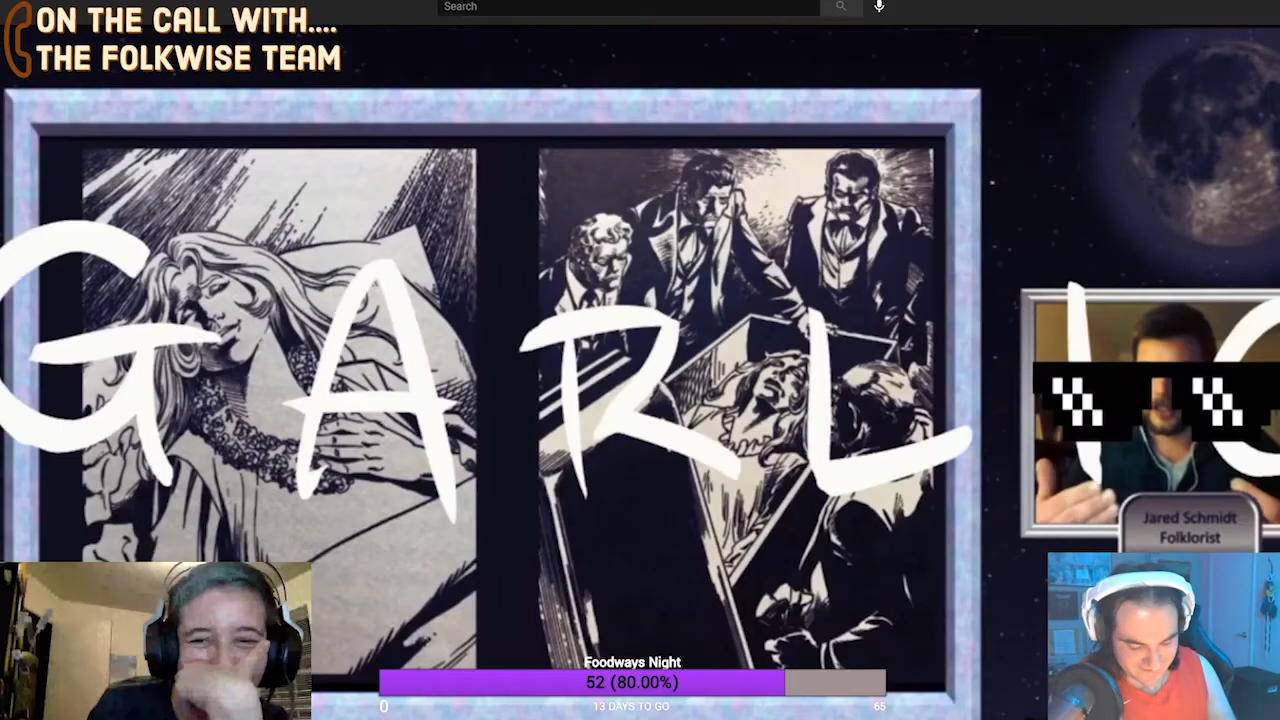 Search
ON THE CALL WITH....
THE FOLKWISE TEAM
GARLIC
Jared Schmidt
Folklorist
Foodways Night
52 (80.00%)
0
13 DAYS TO GO
65